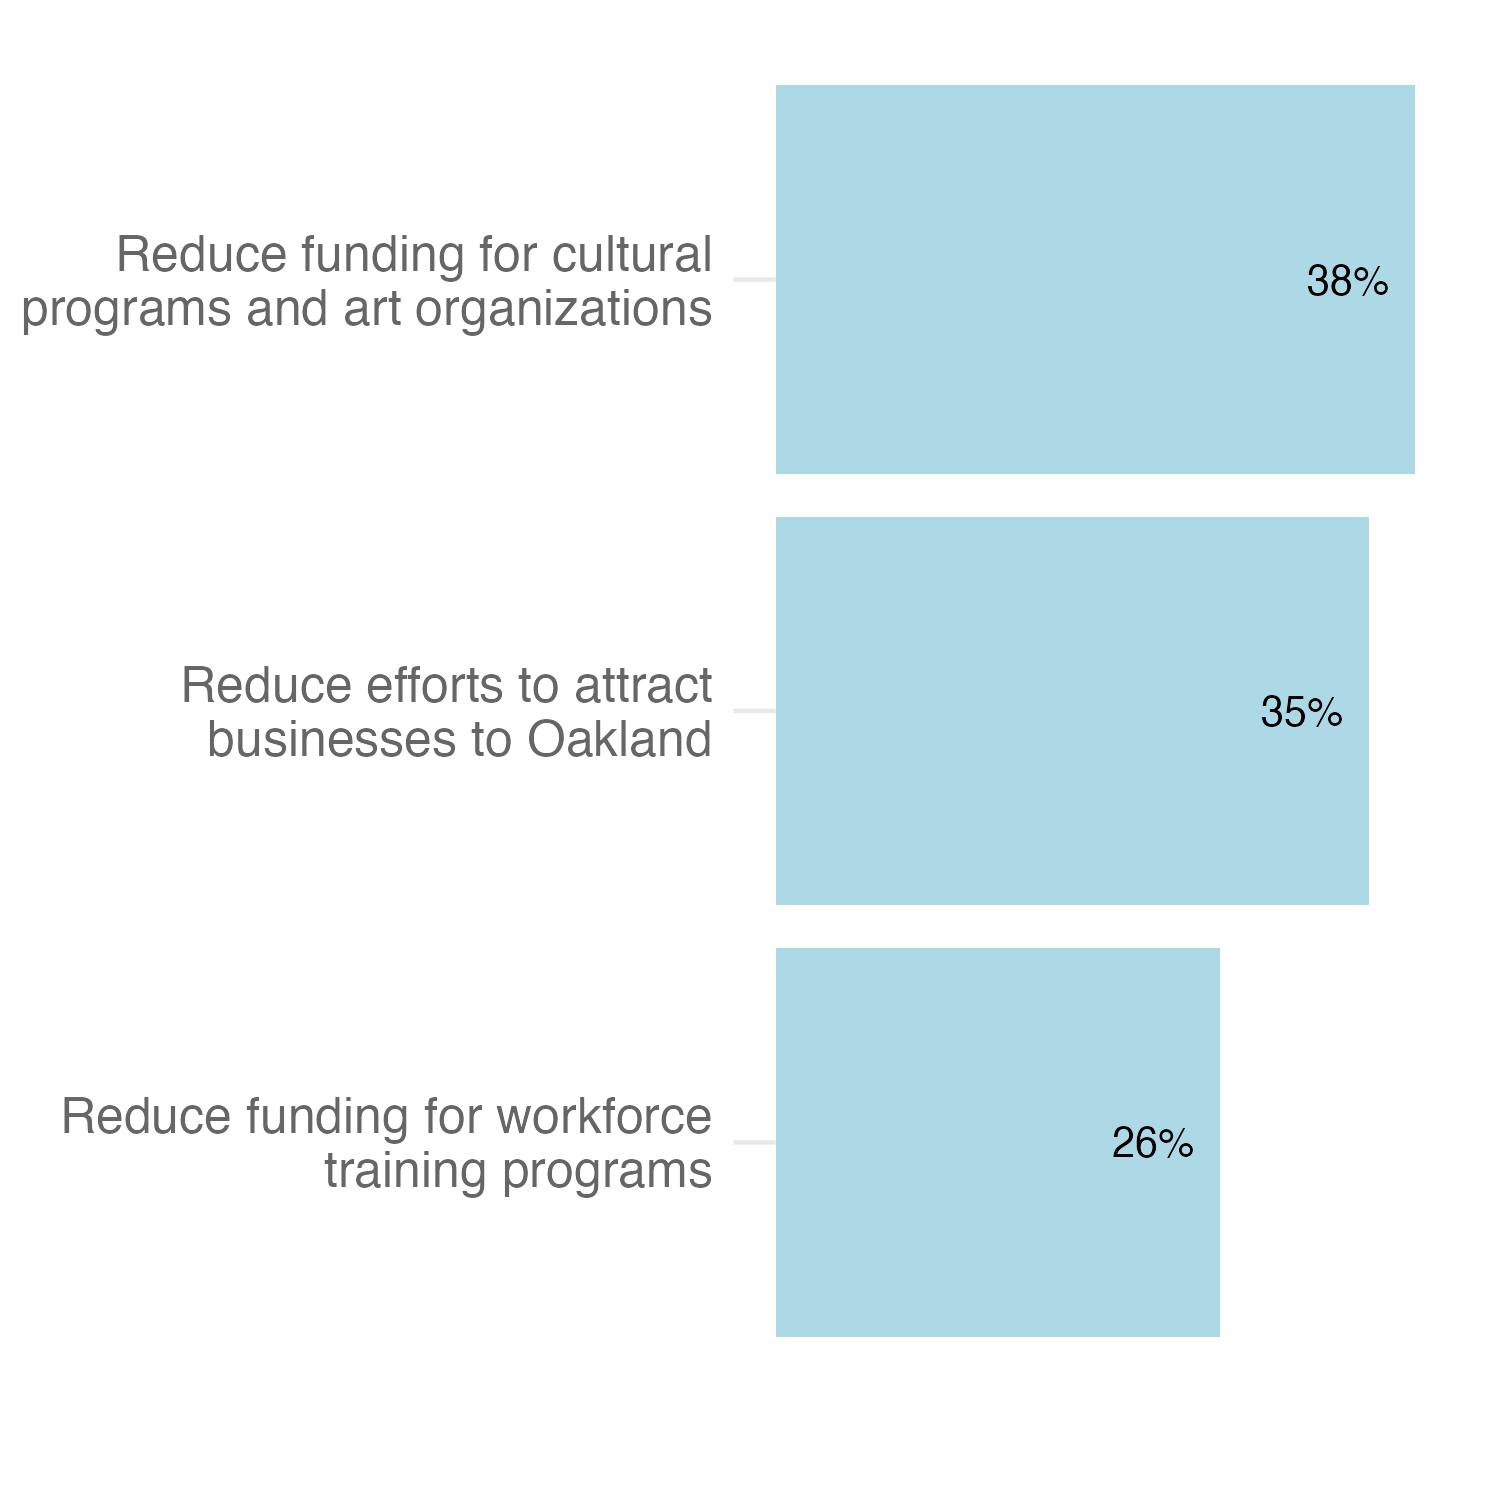 Reduce funding for cultural
programs and art organizations
38%
Reduce efforts to attract
businesses to Oakland
35%
Reduce funding for workforce
training programs
26%